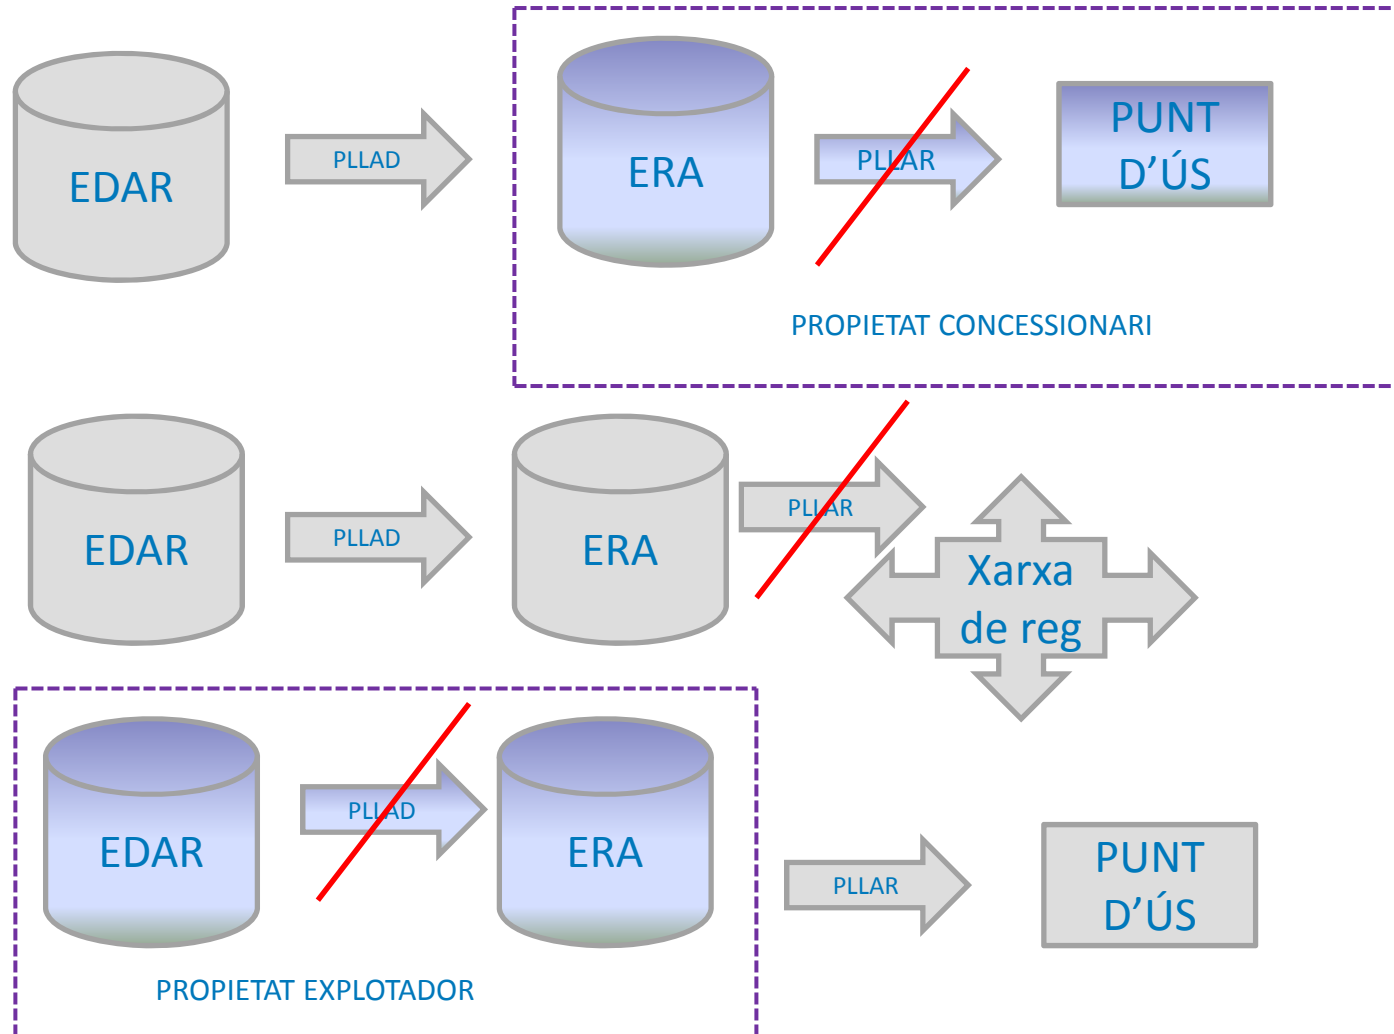 EDAR
PLLAD
ERA
PLLAR
PUNT
D’ÚS
PROPIETAT CONCESSIONARI
EDAR
PLLAD
ERA
PLLAR
Xarxa
de reg
EDAR
PLLAD
ERA
PLLAR
PUNT
D’ÚS
PROPIETAT EXPLOTADOR